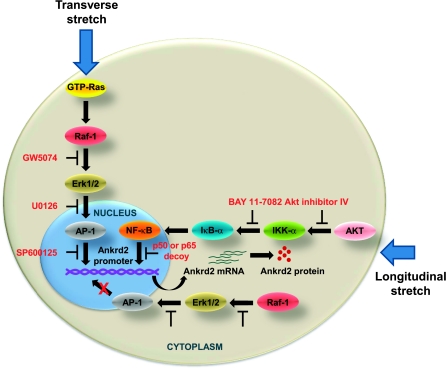 Transverse
stretch
GTP-Ras
Raf-1
GW5074
Erk1/2
U0126
NUCLEUS
BAY 11-7082 Akt inhibitor IV
AP-1
NF-κB
IκB-α
IKK-α
AKT
SP600125
Ankrd2
promoter
p50 or p65
decoy
Ankrd2 mRNA
Ankrd2 protein
Longitudinal
stretch
X
AP-1
Erk1/2
Raf-1
CYTOPLASM